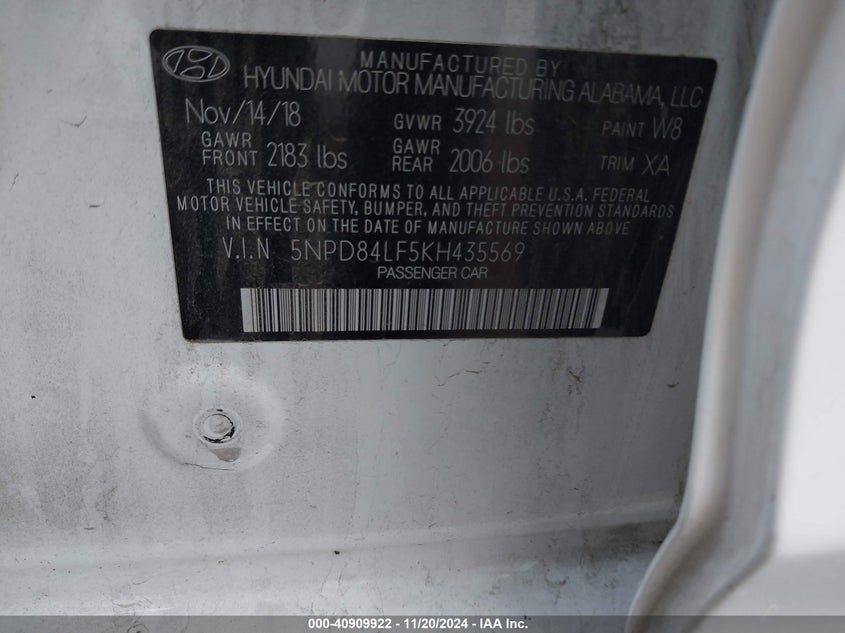 MANUFACTURED BY
HYUNDAI MOTOR MANUFACTURING ALABAMA, LLC
Nov/14/18 GVWR 3924 lbs PAINT W8
GAWR FRONT 2183 lbs GAWR REAR 2006 lbs TRIM XA
THIS VEHICLE CONFORMS TO ALL APPLICABLE U.S.A. FEDERAL
MOTOR VEHICLE SAFETY, BUMPER, AND THEFT PREVENTION STANDARDS
IN EFFECT ON THE DATE OF MANUFACTURE SHOWN ABOVE.
V.I.N 5NPD84LF5KH435569
PASSENGER CAR
000-40909922 - 11/20/2024 - IAA Inc.